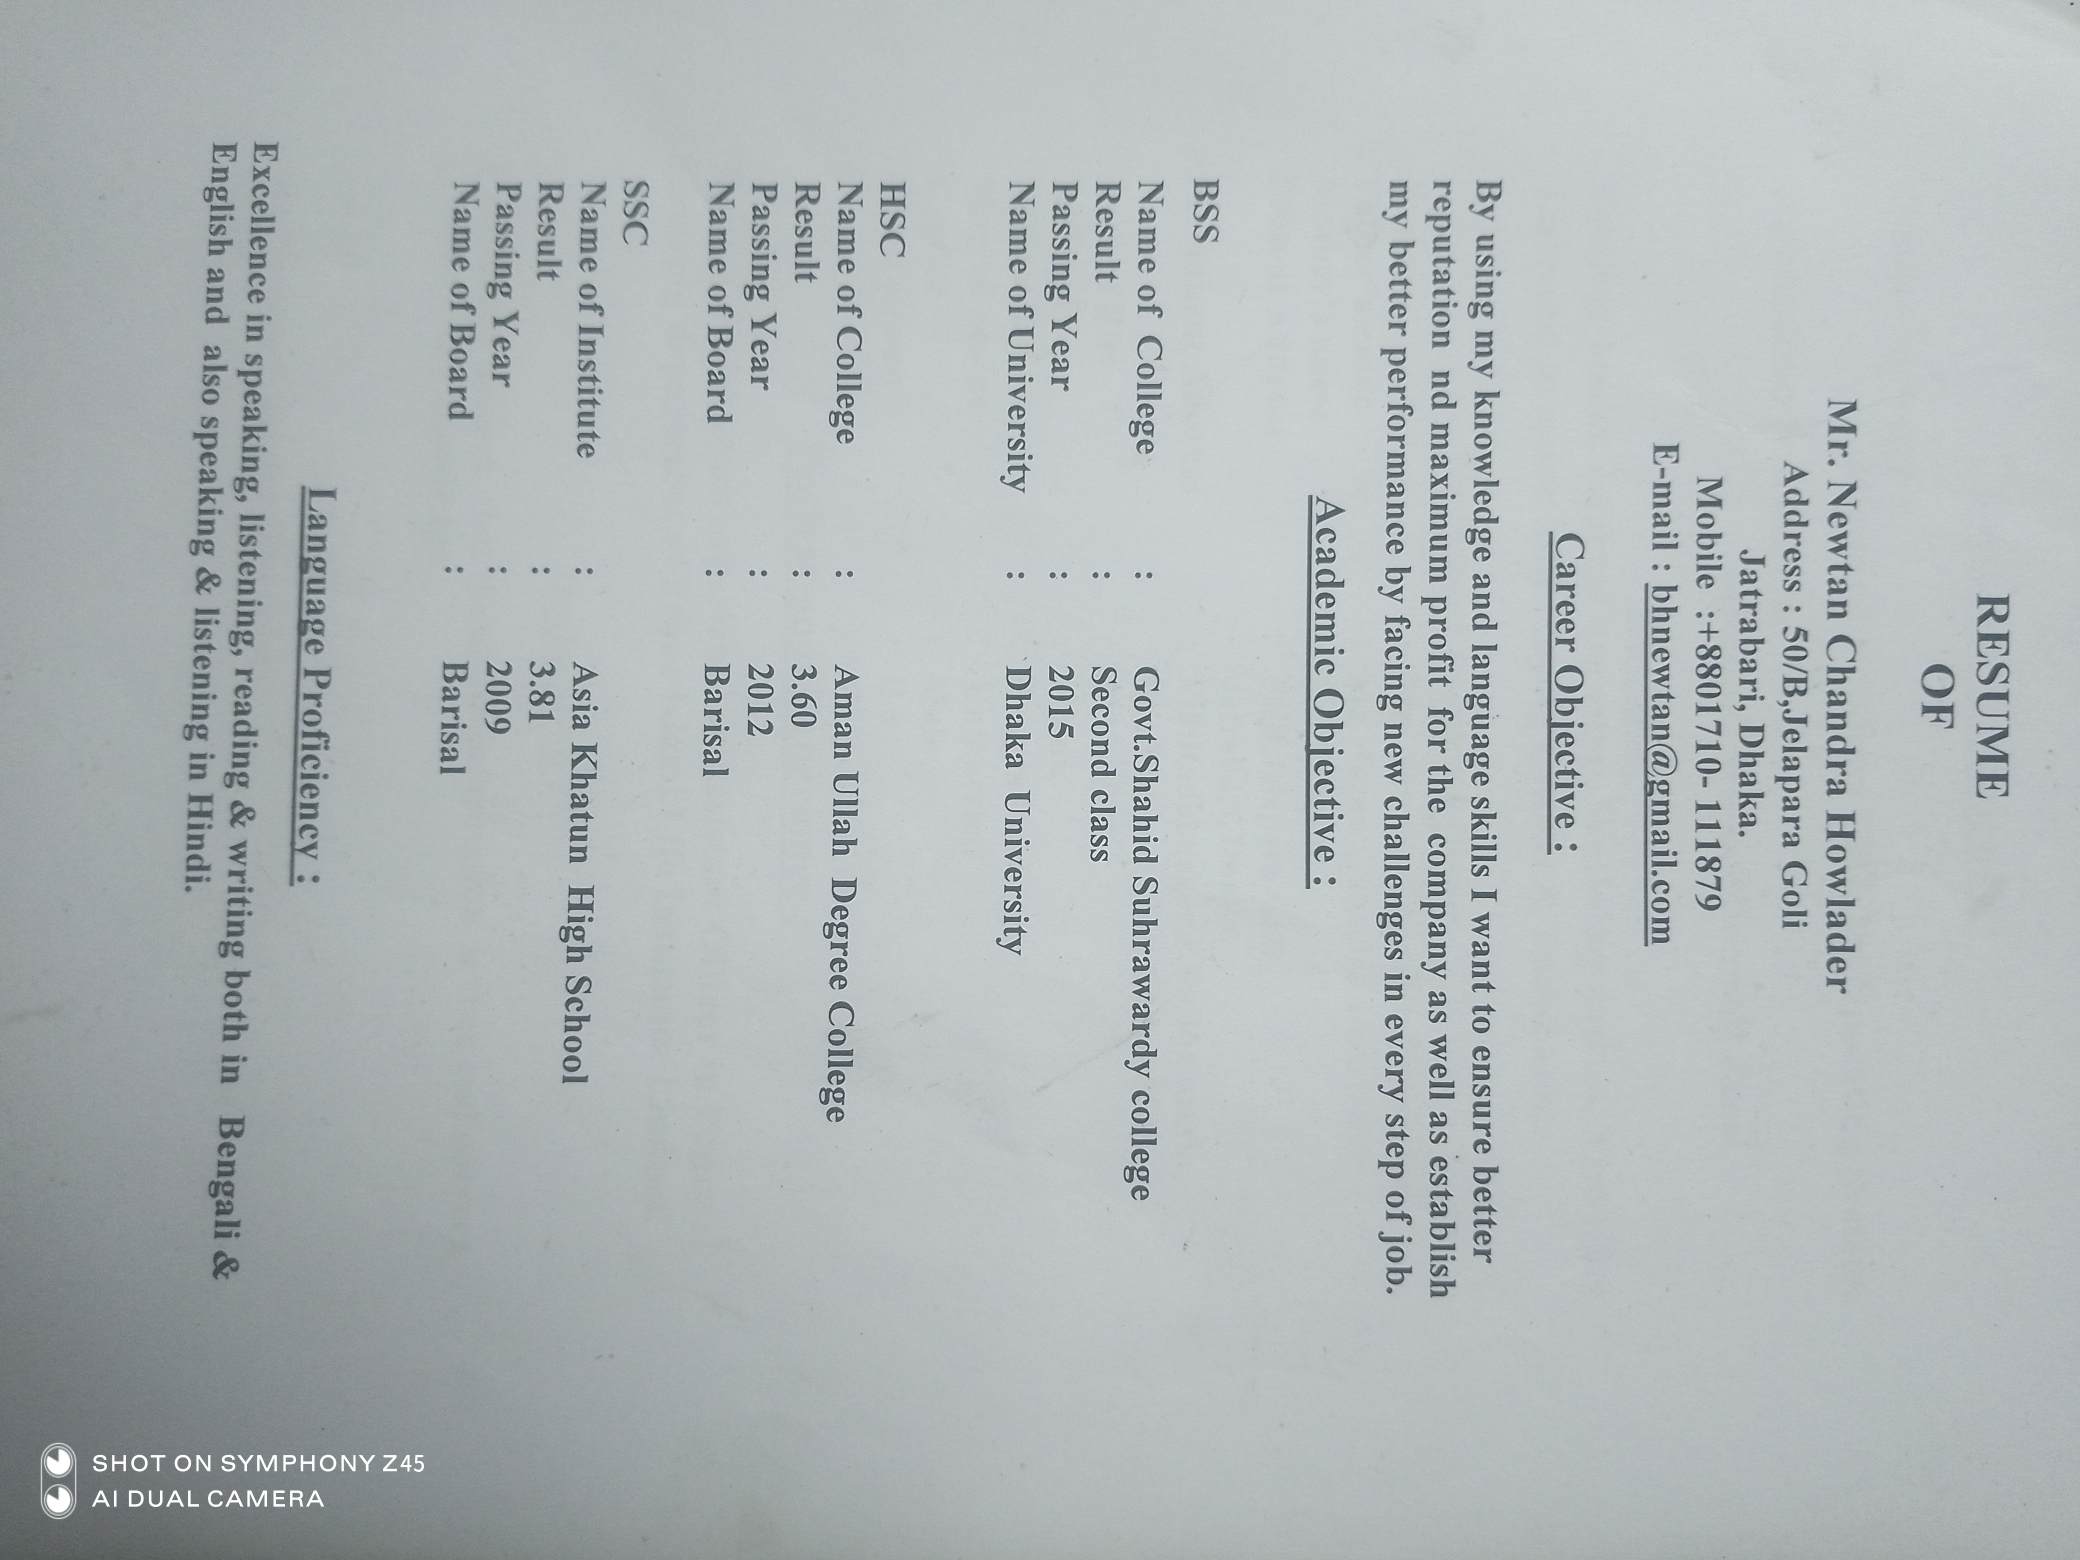 RESUME
OF
Mr. Newtan Chandra Howlader
Address : 50/B,Jelapara Goli
Jatrabari, Dhaka.
Mobile :+8801710- 111879
E-mail : bhnewtan@gmail.com
Career Objective :
By using my knowledge and language skills I want to ensure better
reputation nd maximum profit for the company as well as establish
my better performance by facing new challenges in every step of job.
Academic Objective :
BSS
Name of College : Govt.Shahid Suhrawardy college
Result : Second class
Passing Year : 2015
Name of University : Dhaka University
HSC
Name of College : Aman Ullah Degree College
Result : 3.60
Passing Year : 2012
Name of Board : Barisal
SSC
Name of Institute : Asia Khatun High School
Result : 3.81
Passing Year : 2009
Name of Board : Barisal
Language Proficiency :
Excellence in speaking, listening, reading & writing both in Bengali &
English and also speaking & listening in Hindi.
SHOT ON SYMPHONY Z45
AI DUAL CAMERA